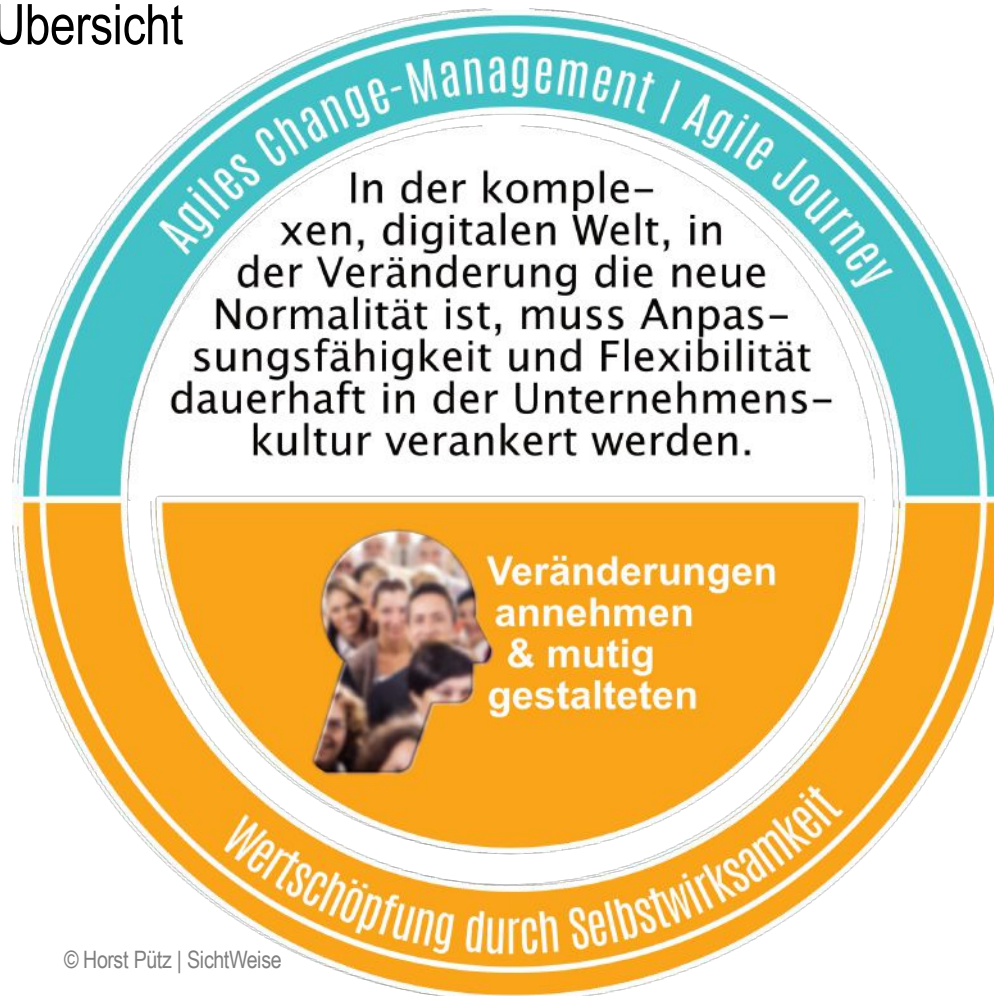 Übersicht
Agiles Change-Management | Agile Journey
In der komple-
xen, digitalen Welt, in
der Veränderung die neue
Normalität ist, muss Anpas-
sungsfähigkeit und Flexibilität
dauerhaft in der Unternehmens-
kultur verankert werden.
Veränderungen
annehmen
& mutig
gestalteten
Wertschöpfung durch Selbstwirksamkeit
© Horst Pütz | SichtWeise